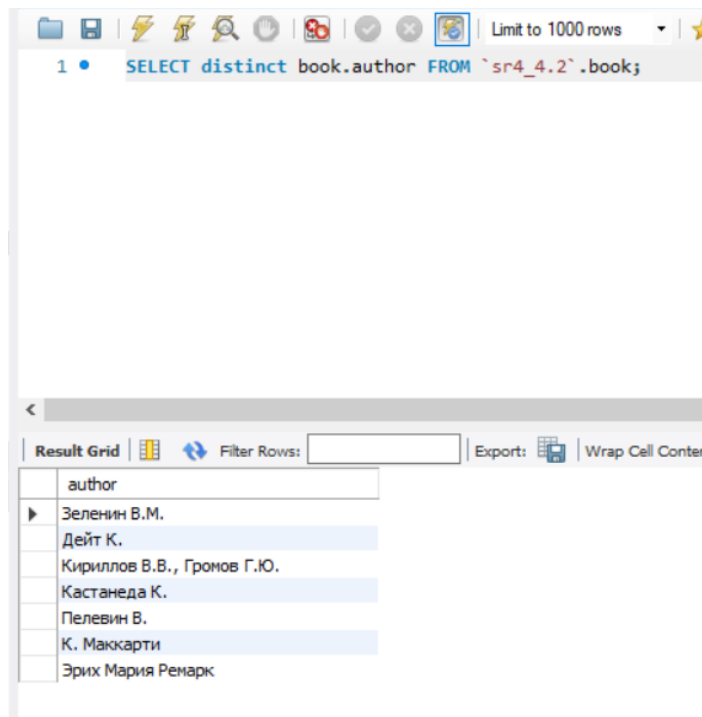 Limit to 1000 rows
1 SELECT distinct book.author FROM `sr4_4.2`.book;
Result Grid Filter Rows: Export: Wrap Cell Conter
author
Зеленин В.М.
Дейт К.
Кириллов В.В., Громов Г.Ю.
Кастанеда К.
Пелевин В.
К. Маккарти
Эрих Мария Ремарк